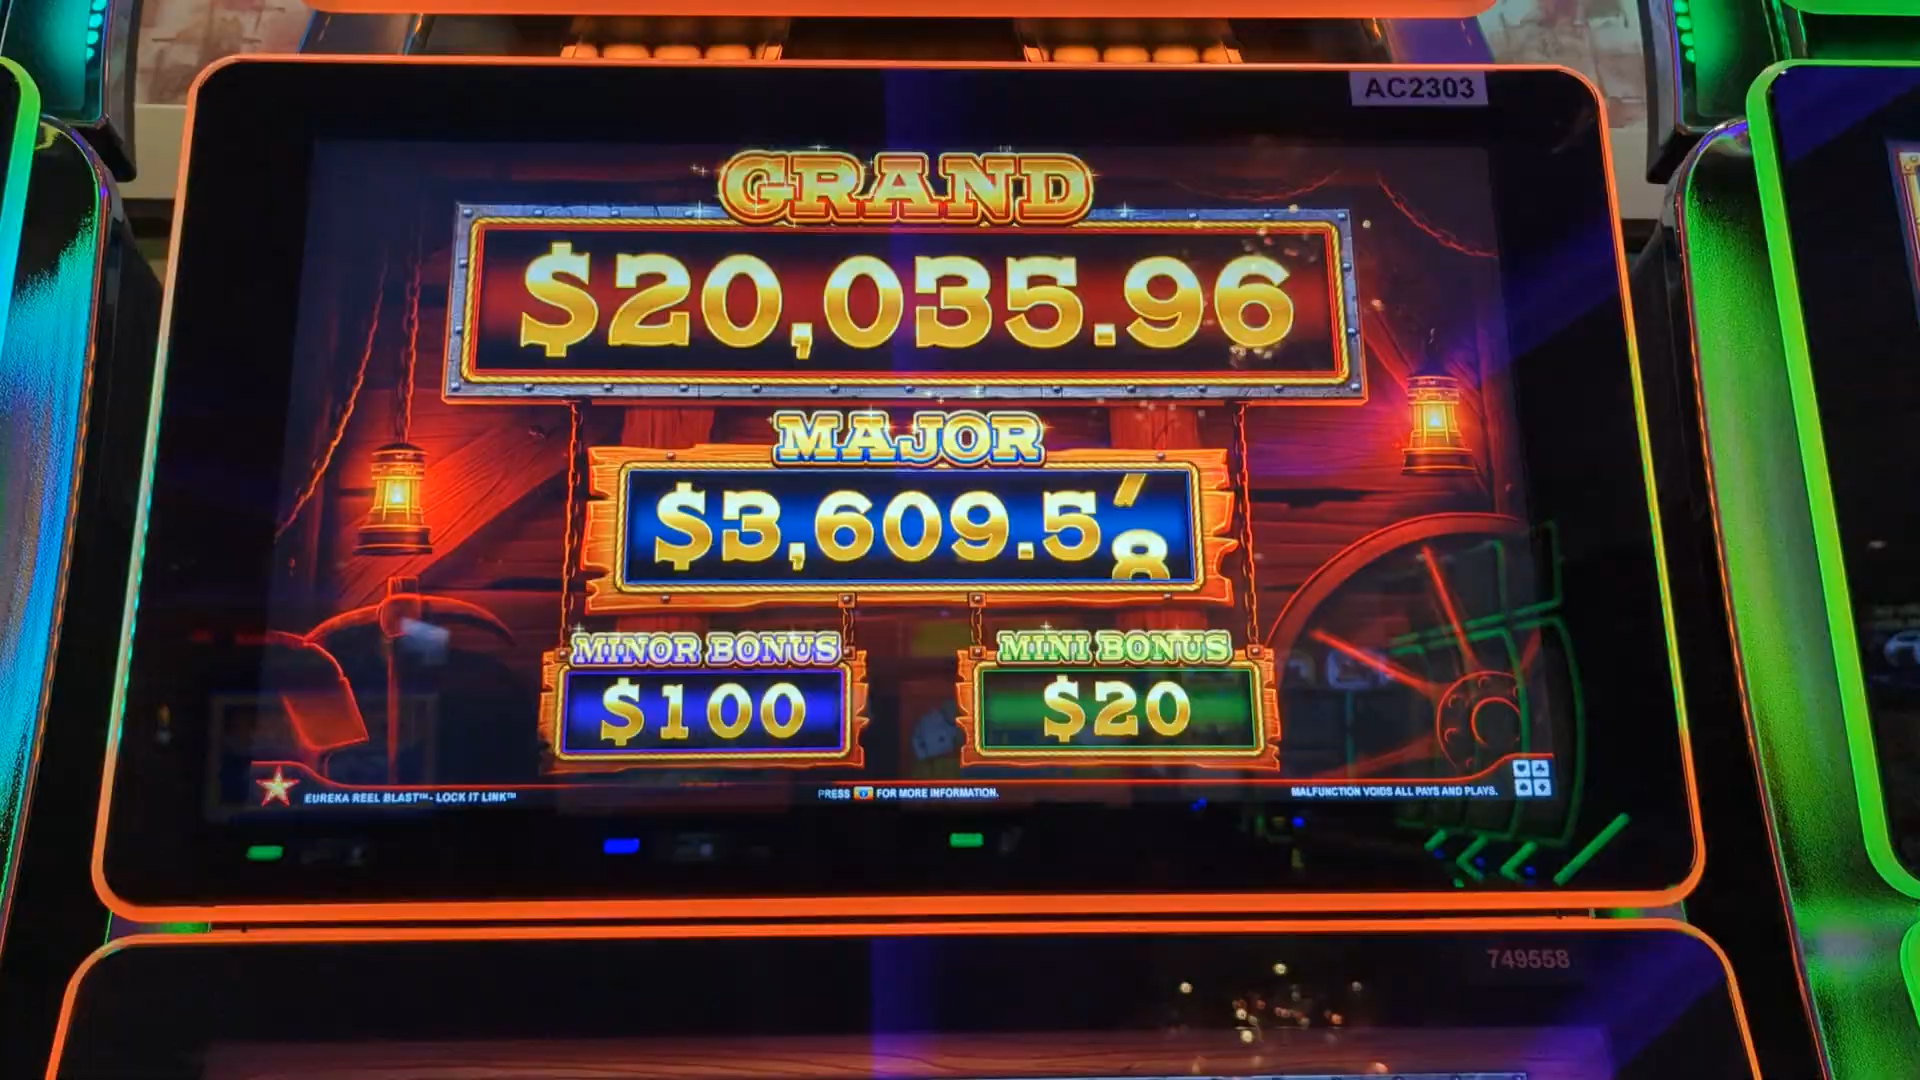 AC2303
GRAND
$20,035.96
MAJOR
$3,609.58
MINOR BONUS
MINI BONUS
$100
$20
EUREKA REEL BLAST™ - LOCK IT LINK™
PRESS FOR MORE INFORMATION.
MALFUNCTION VOIDS ALL PAYS AND PLAYS.
749558